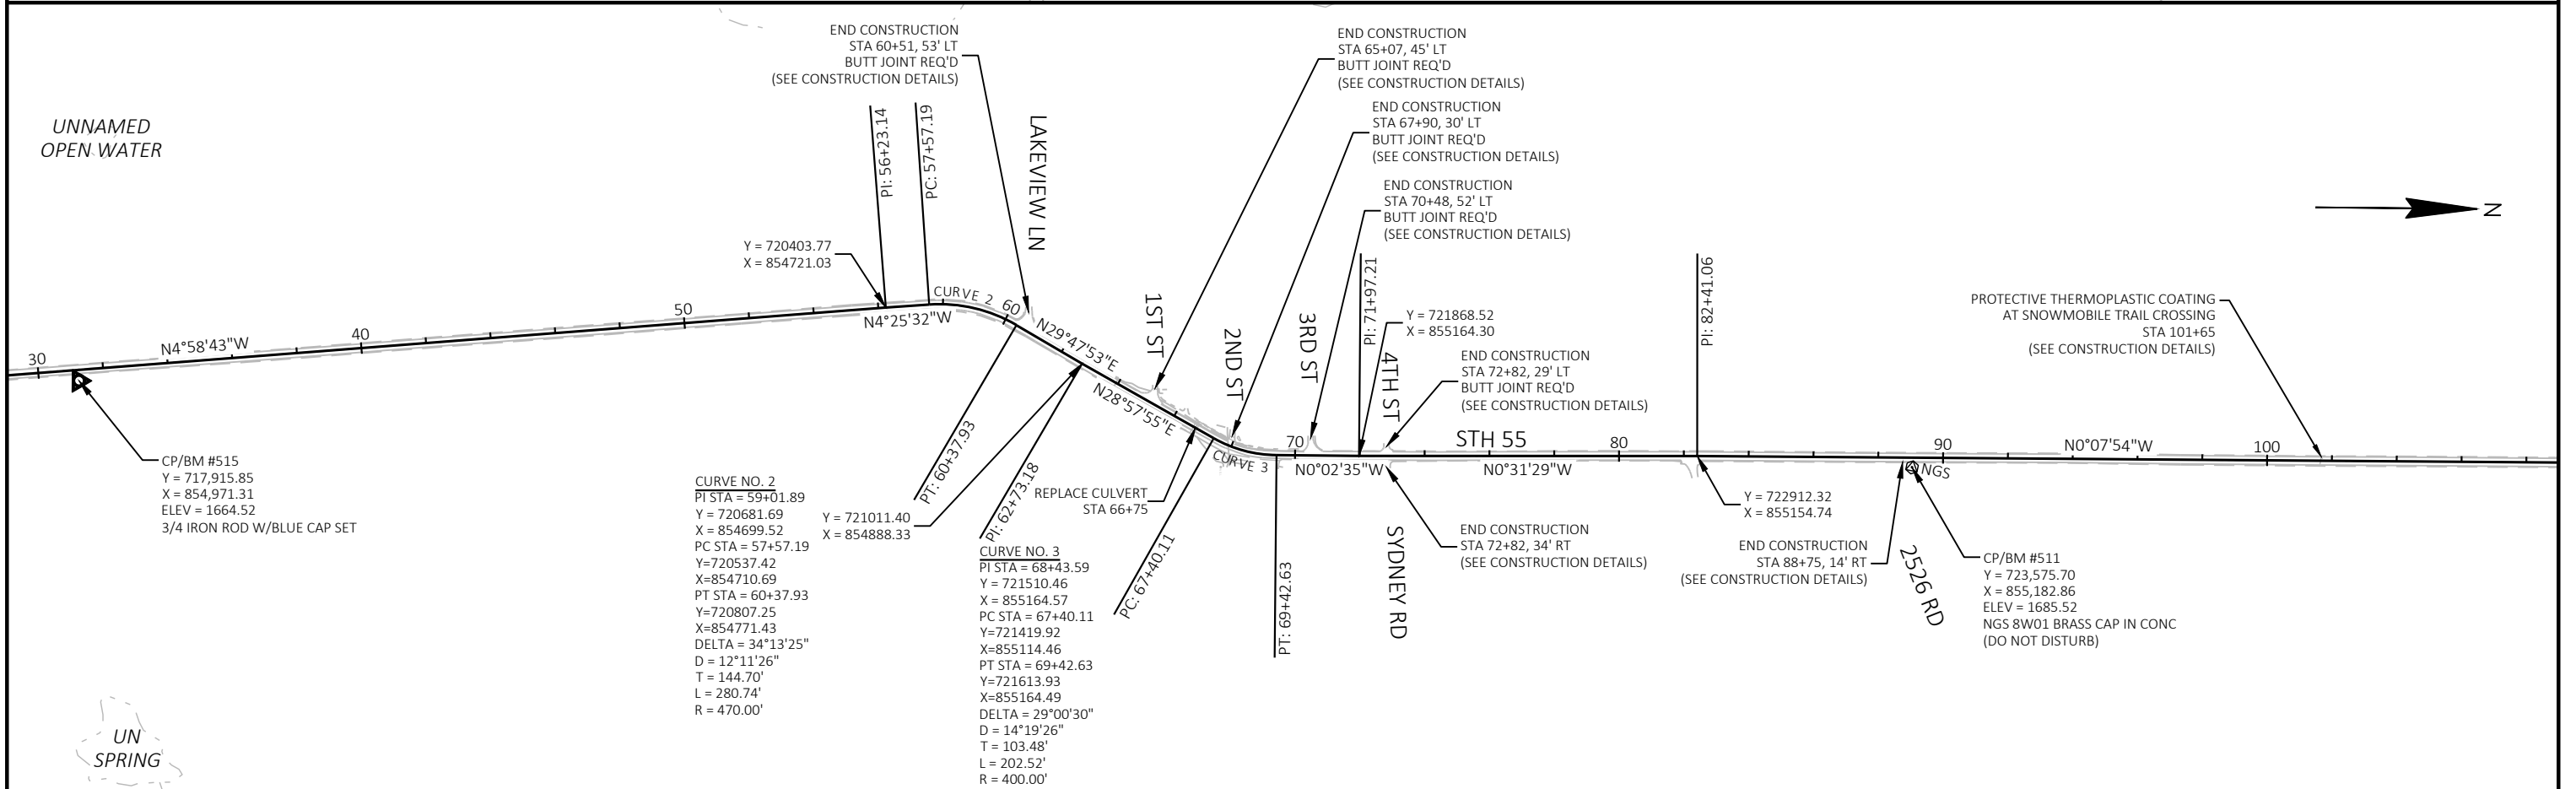 UNNAMED
OPEN WATER
END CONSTRUCTION
STA 60+51, 53' LT
BUTT JOINT REQ'D
(SEE CONSTRUCTION DETAILS)
END CONSTRUCTION
STA 65+07, 45' LT
BUTT JOINT REQ'D
(SEE CONSTRUCTION DETAILS)
END CONSTRUCTION
STA 67+90, 30' LT
BUTT JOINT REQ'D
(SEE CONSTRUCTION DETAILS)
END CONSTRUCTION
STA 70+48, 52' LT
BUTT JOINT REQ'D
(SEE CONSTRUCTION DETAILS)
N
PI: 56+23.14
PC: 57+57.19
LAKEVIEW LN
Y = 720403.77
X = 854721.03
1ST ST
2ND ST
3RD ST
PI: 71+97.21
4TH ST
Y = 721868.52
X = 855164.30
END CONSTRUCTION
STA 72+82, 29' LT
BUTT JOINT REQ'D
(SEE CONSTRUCTION DETAILS)
PI: 82+41.06
PROTECTIVE THERMOPLASTIC COATING
AT SNOWMOBILE TRAIL CROSSING
STA 101+65
(SEE CONSTRUCTION DETAILS)
30
N4°58'43"W
40
50
N4°25'32"W
CURVE 2
60
N29°47'53"E
N28°57'55"E
CURVE 3
70
N0°02'35"W
STH 55
N0°31'29"W
80
90
NGS
N0°07'54"W
100
CP/BM #515
Y = 717,915.85
X = 854,971.31
ELEV = 1664.52
3/4 IRON ROD W/BLUE CAP SET
CURVE NO. 2
PI STA = 59+01.89
Y = 720681.69
X = 854699.52
PC STA = 57+57.19
Y=720537.42
X=854710.69
PT STA = 60+37.93
Y=720807.25
X=854771.43
DELTA = 34°13'25"
D = 12°11'26"
T = 144.70'
L = 280.74'
R = 470.00'
Y = 721011.40
X = 854888.33
PT: 60+37.93
PI: 62+73.18
REPLACE CULVERT
STA 66+75
CURVE NO. 3
PI STA = 68+43.59
Y = 721510.46
X = 855164.57
PC STA = 67+40.11
Y=721419.92
X=855114.46
PT STA = 69+42.63
Y=721613.93
X=855164.49
DELTA = 29°00'30"
D = 14°19'26"
T = 103.48'
L = 202.52'
R = 400.00'
PC: 67+40.11
PT: 69+42.63
SYDNEY RD
END CONSTRUCTION
STA 72+82, 34' RT
(SEE CONSTRUCTION DETAILS)
Y = 722912.32
X = 855154.74
END CONSTRUCTION
STA 88+75, 14' RT
(SEE CONSTRUCTION DETAILS)
2526 RD
CP/BM #511
Y = 723,575.70
X = 855,182.86
ELEV = 1685.52
NGS 8W01 BRASS CAP IN CONC
(DO NOT DISTURB)
UN
SPRING